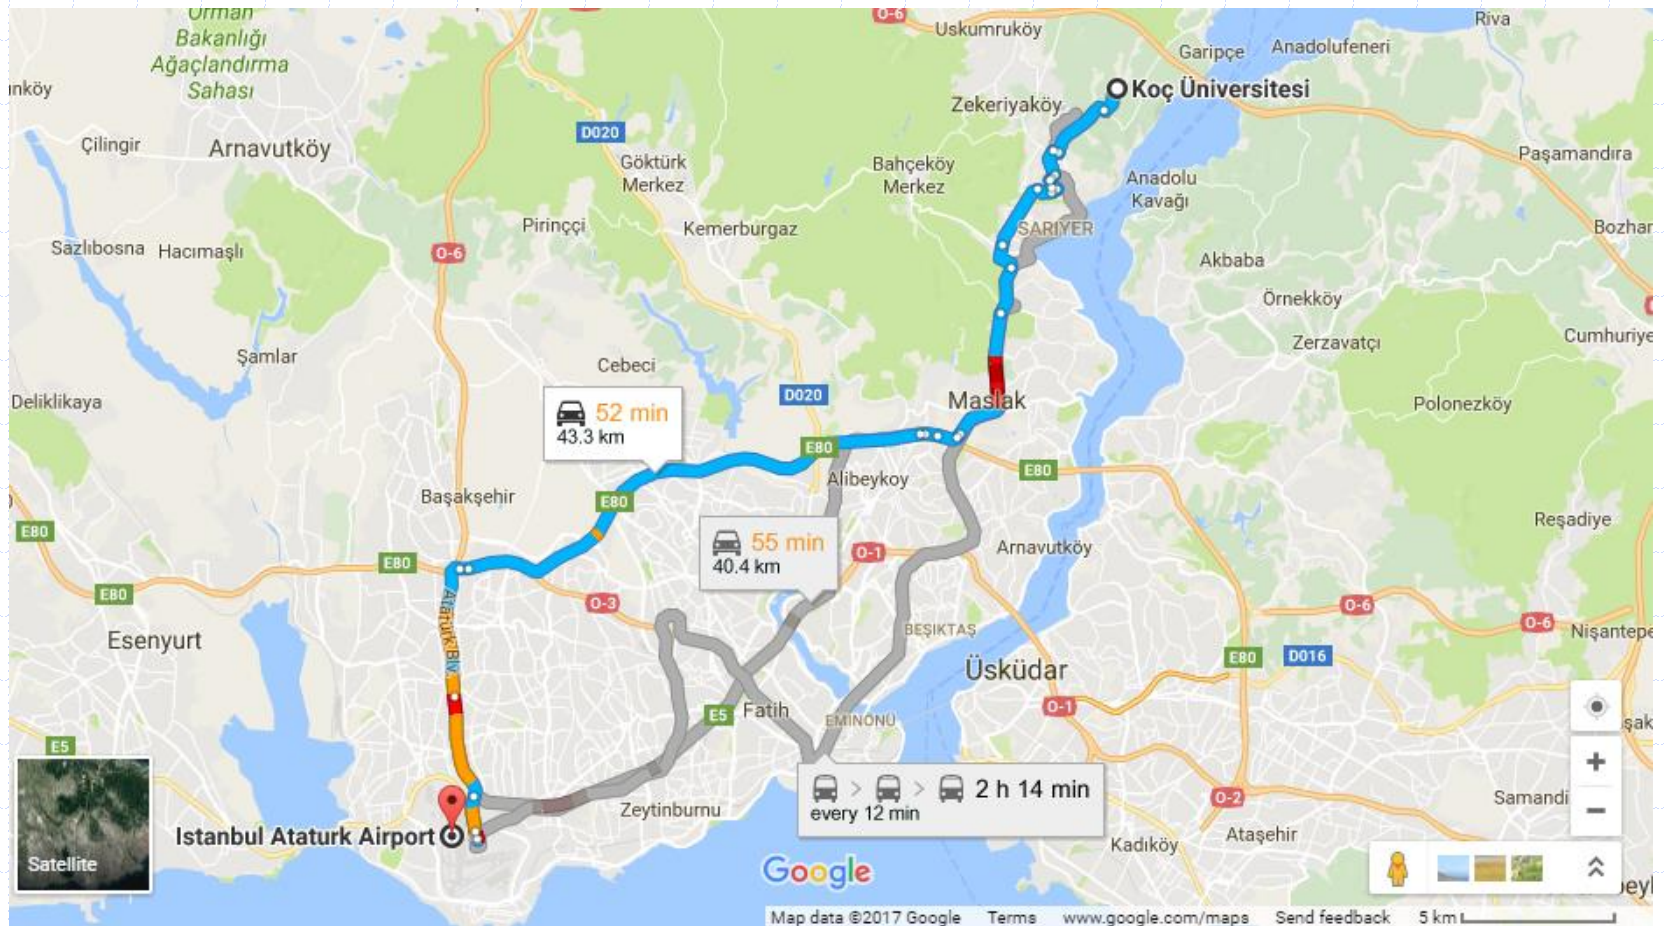 Orman
Bakanlığı
Ağaçlandırma
Sahası
O-6
Uskumruköy
Riva
Garipçe
Anadolufeneri
Koç Üniversitesi
Zekeriyaköy
Çilingir
Arnavutköy
D020
Göktürk
Merkez
Bahçeköy
Merkez
Paşamandıra
Anadolu
Kavağı
Pirinççi
Kemerburgaz
SARIYER
Sazlıbosna
Hacımaşlı
O-6
Akbaba
Örnekköy
Şamlar
Cebeci
Zerzavatçı
Deliklikaya
52 min
43.3 km
D020
Maslak
Polonezköy
E80
Alibeyköy
E80
Başakşehir
E80
E80
55 min
40.4 km
O-1
Arnavutköy
Reşadiye
E80
E80
O-3
O-6
O-6
Esenyurt
Atatürk Blv
BEŞİKTAŞ
Üsküdar
E80
D016
E5
Fatih
EMİNÖNÜ
O-1
E5
2 h 14 min
every 12 min
O-2
Zeytinburnu
Istanbul Ataturk Airport
Kadıköy
Ataşehir
Satellite
Google
Map data ©2017 Google
Terms
www.google.com/maps
Send feedback
5 km